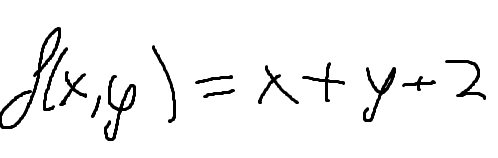 f(x,y) = x + y + 2